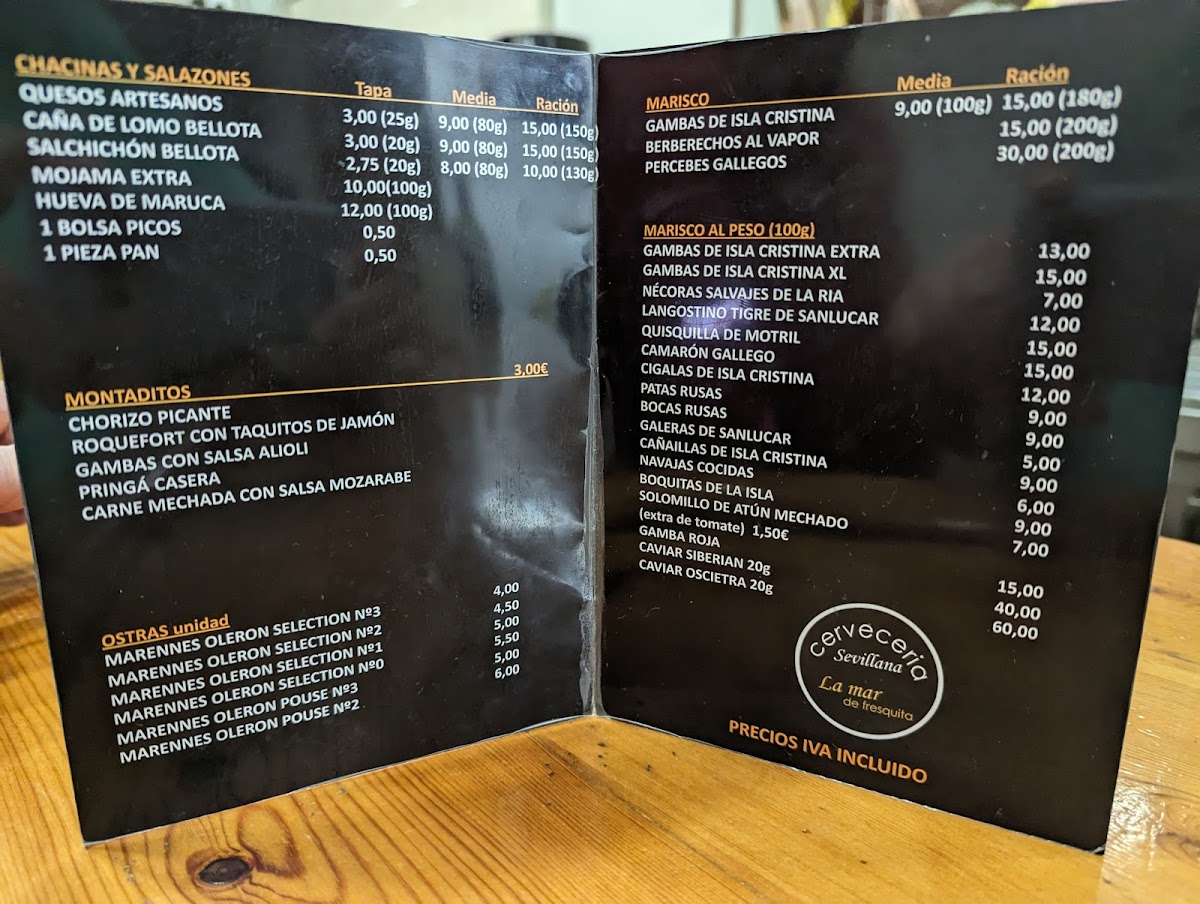 CHACINAS Y SALAZONES Tapa Media Ración
QUESOS ARTESANOS 3,00 (25g) 9,00 (80g) 15,00 (150g)
CAÑA DE LOMO BELLOTA 3,00 (20g) 9,00 (80g) 15,00 (150g)
SALCHICHÓN BELLOTA 2,75 (20g) 8,00 (80g) 10,00 (130g)
MOJAMA EXTRA 10,00(100g)
HUEVA DE MARUCA 12,00 (100g)
1 BOLSA PICOS 0,50
1 PIEZA PAN 0,50
MONTADITOS 3,00€
CHORIZO PICANTE
ROQUEFORT CON TAQUITOS DE JAMÓN
GAMBAS CON SALSA ALIOLI
PRINGÁ CASERA
CARNE MECHADA CON SALSA MOZARABE
OSTRAS unidad
MARENNES OLERON SELECTION Nº3 4,00
MARENNES OLERON SELECTION Nº2 4,50
MARENNES OLERON SELECTION Nº1 5,00
MARENNES OLERON SELECTION Nº0 5,50
MARENNES OLERON POUSE Nº3 5,00
MARENNES OLERON POUSE Nº2 6,00
MARISCO Media Ración
GAMBAS DE ISLA CRISTINA 9,00 (100g) 15,00 (180g)
BERBERECHOS AL VAPOR 15,00 (200g)
PERCEBES GALLEGOS 30,00 (200g)
MARISCO AL PESO (100g)
GAMBAS DE ISLA CRISTINA EXTRA 13,00
GAMBAS DE ISLA CRISTINA XL 15,00
NÉCORAS SALVAJES DE LA RIA 7,00
LANGOSTINO TIGRE DE SANLUCAR 12,00
QUISQUILLA DE MOTRIL 15,00
CAMARÓN GALLEGO 15,00
CIGALAS DE ISLA CRISTINA 12,00
PATAS RUSAS 9,00
BOCAS RUSAS 9,00
GALERAS DE SANLUCAR 5,00
CAÑAILLAS DE ISLA CRISTINA 9,00
NAVAJAS COCIDAS 6,00
BOQUITAS DE LA ISLA 9,00
SOLOMILLO DE ATÚN MECHADO 7,00
(extra de tomate) 1,50€
GAMBA ROJA 15,00
CAVIAR SIBERIAN 20g 40,00
CAVIAR OSCIETRA 20g 60,00
cerveceria
Sevillana
La mar
de fresquita
PRECIOS IVA INCLUIDO